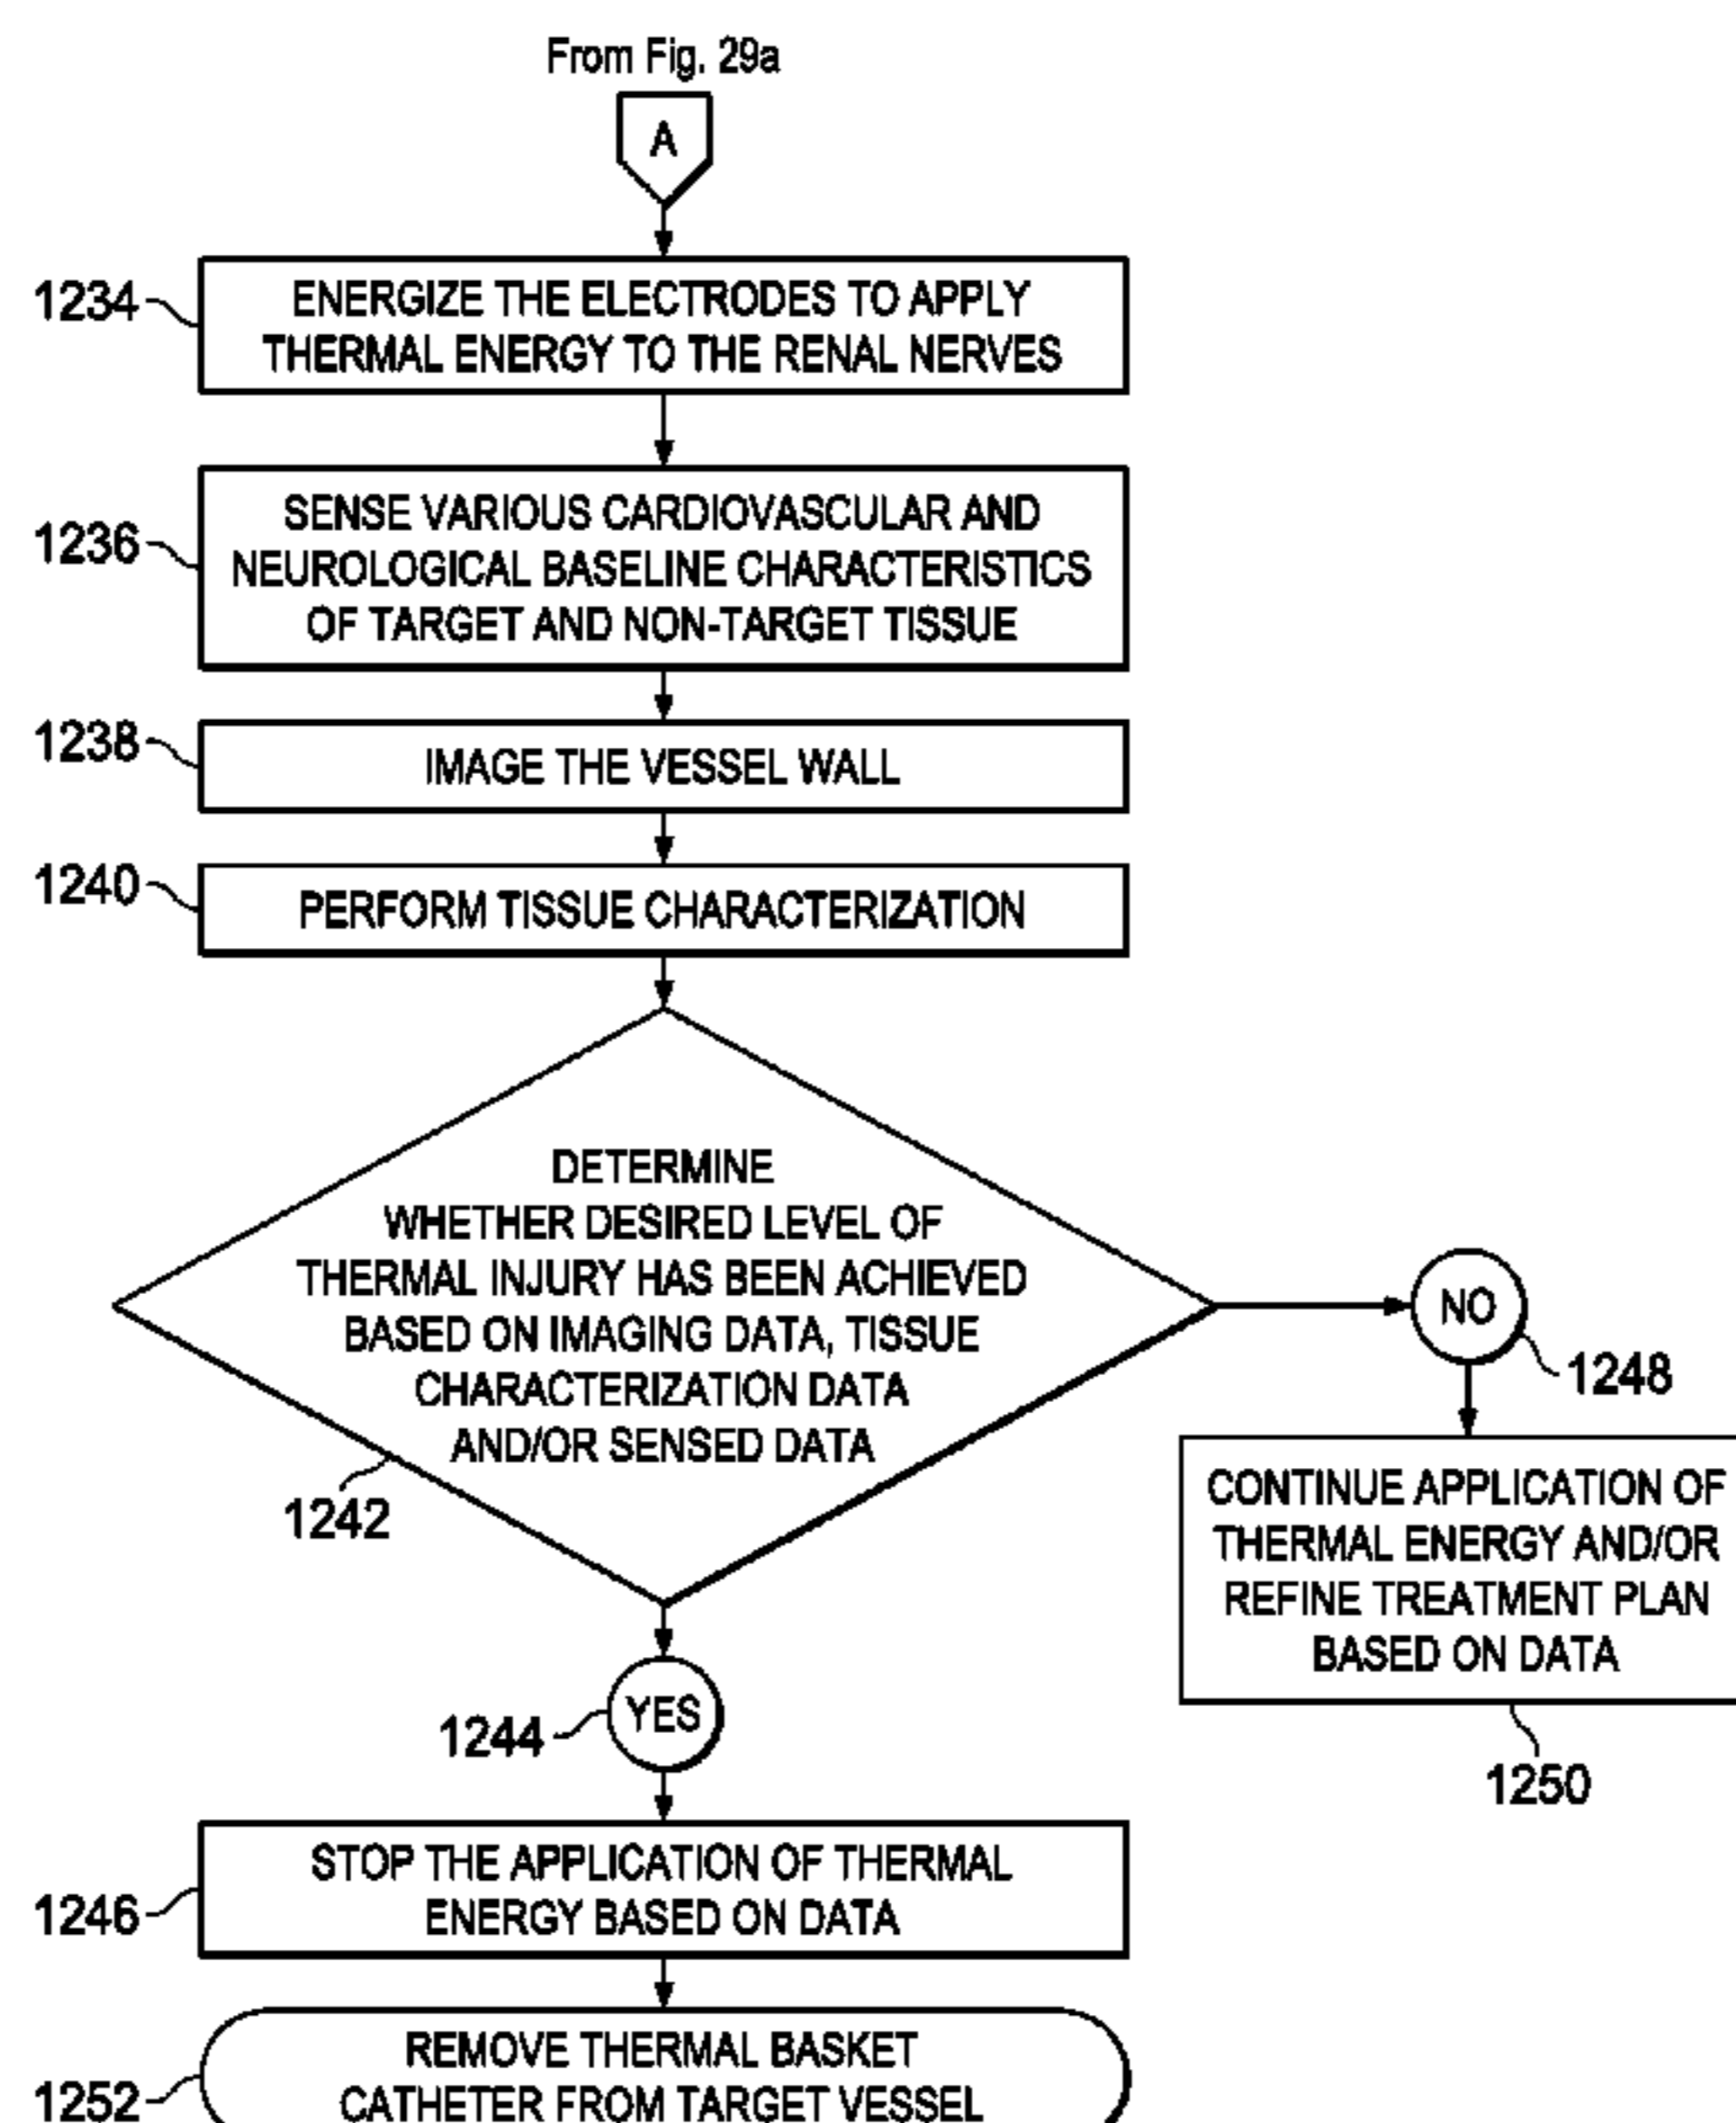 From Fig. 29a
A
1234
ENERGIZE THE ELECTRODES TO APPLY
THERMAL ENERGY TO THE RENAL NERVES
1236
SENSE VARIOUS CARDIOVASCULAR AND
NEUROLOGICAL BASELINE CHARACTERISTICS
OF TARGET AND NON-TARGET TISSUE
1238
IMAGE THE VESSEL WALL
1240
PERFORM TISSUE CHARACTERIZATION
DETERMINE
WHETHER DESIRED LEVEL OF
THERMAL INJURY HAS BEEN ACHIEVED
BASED ON IMAGING DATA, TISSUE
CHARACTERIZATION DATA
AND/OR SENSED DATA
1242
NO
1248
CONTINUE APPLICATION OF
THERMAL ENERGY AND/OR
REFINE TREATMENT PLAN
BASED ON DATA
1250
YES
1244
1246
STOP THE APPLICATION OF THERMAL
ENERGY BASED ON DATA
1252
REMOVE THERMAL BASKET
CATHETER FROM TARGET VESSEL